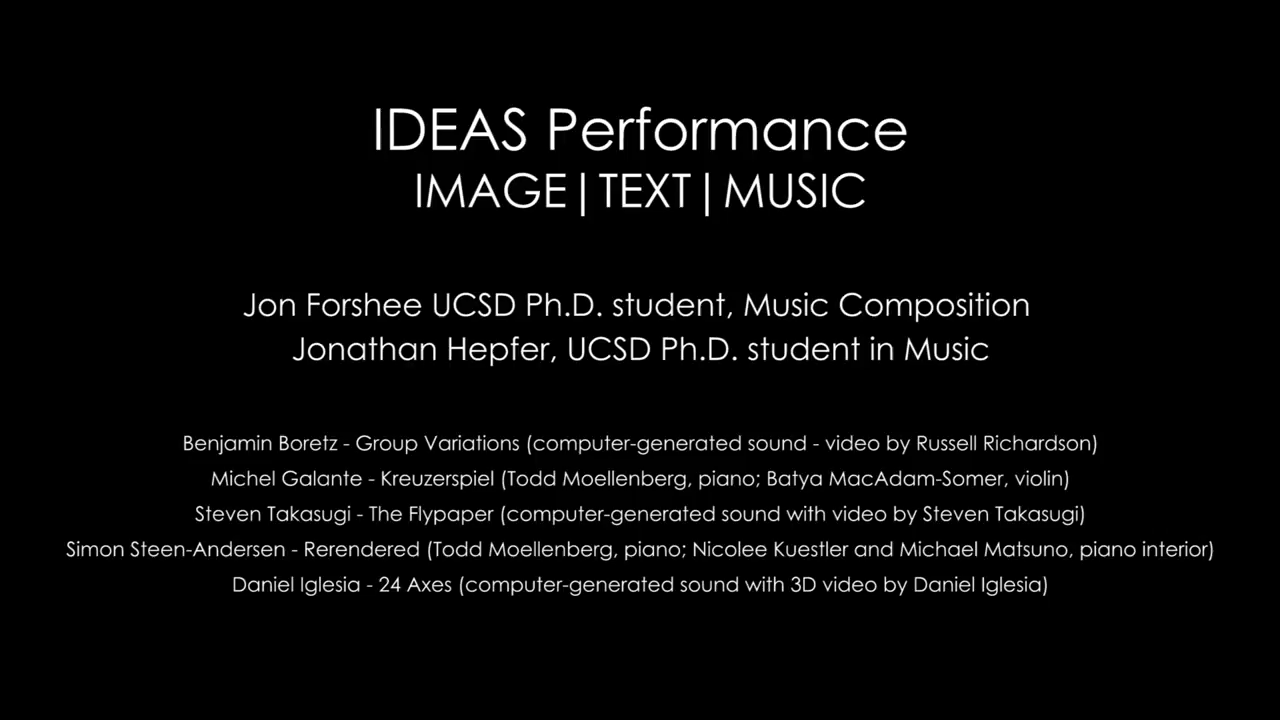 IDEAS Performance
IMAGE|TEXT|MUSIC
Jon Forshee UCSD Ph.D. student, Music Composition
Jonathan Hepfer, UCSD Ph.D. student in Music
Benjamin Boretz - Group Variations (computer-generated sound - video by Russell Richardson)
Michel Galante - Kreuzerspiel (Todd Moellenberg, piano; Batya MacAdam-Somer, violin)
Steven Takasugi - The Flypaper (computer-generated sound with video by Steven Takasugi)
Simon Steen-Andersen - Rerendered (Todd Moellenberg, piano; Nicolee Kuestler and Michael Matsuno, piano interior)
Daniel Iglesia - 24 Axes (computer-generated sound with 3D video by Daniel Iglesia)